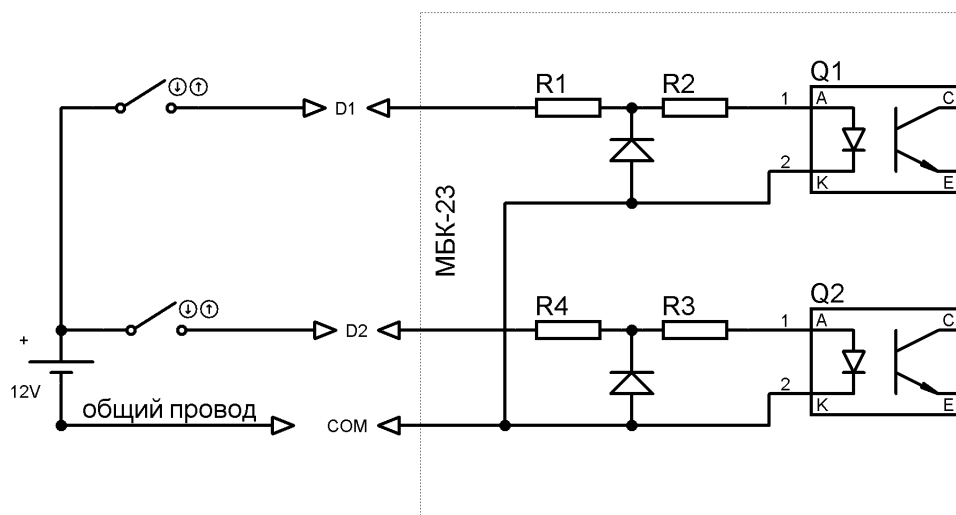 Q1
R1 R2
D1
1 A C
2 K E
МБК-23
Q2
R4 R3
D2
1 A C
+
12V
2 K E
общий провод
COM